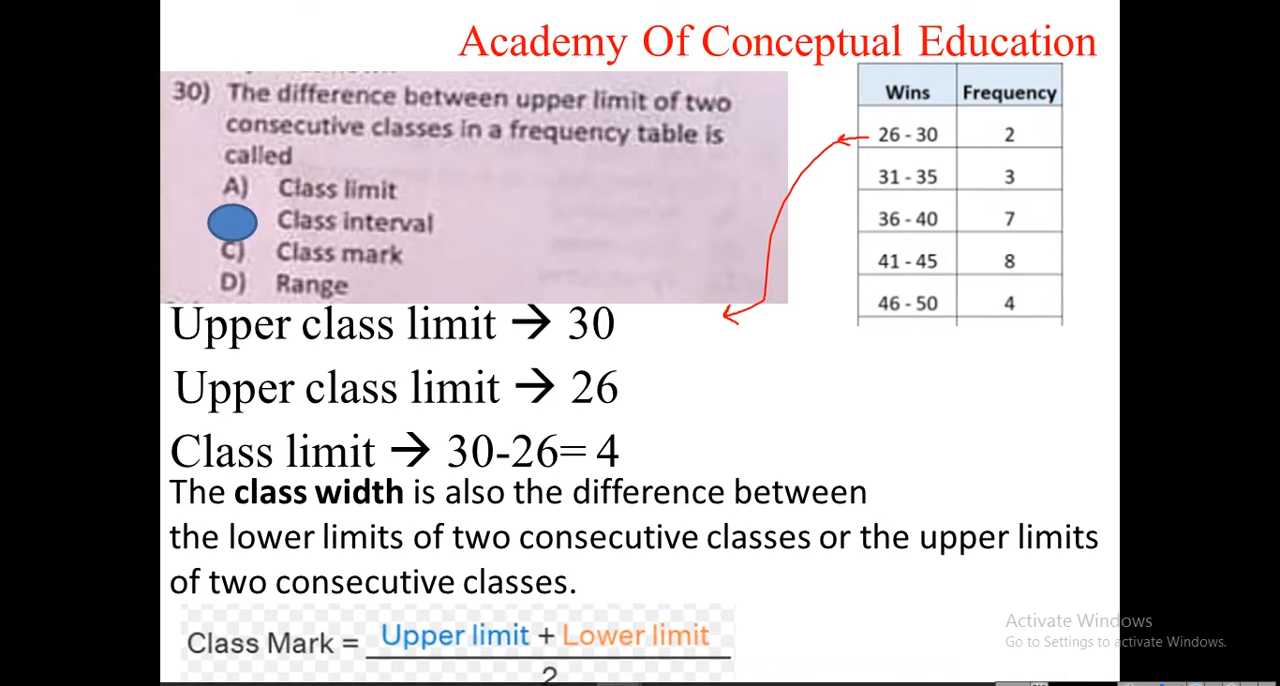 Academy Of Conceptual Education
30) The difference between upper limit of two
consecutive classes in a frequency table is
called
A) Class limit
Class interval
C) Class mark
D) Range
Wins Frequency
26 - 30 2
31 - 35 3
36 - 40 7
41 - 45 8
46 - 50 4
Upper class limit → 30
Upper class limit → 26
Class limit → 30-26= 4
The class width is also the difference between
the lower limits of two consecutive classes or the upper limits
of two consecutive classes.
Class Mark = Upper limit + Lower limit
2
Activate Windows
Go to Settings to activate Windows.